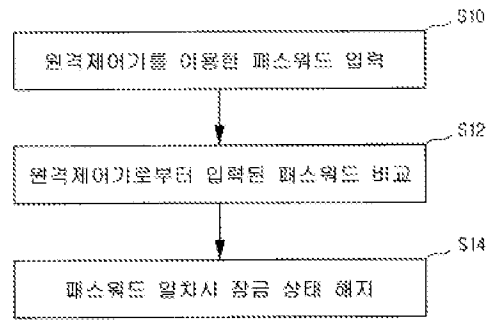 S10
원격제어기를 이용한 패스워드 입력
S12
원격제어기로부터 입력된 패스워드 비교
S14
패스워드 일치시 잠금 상태 해지